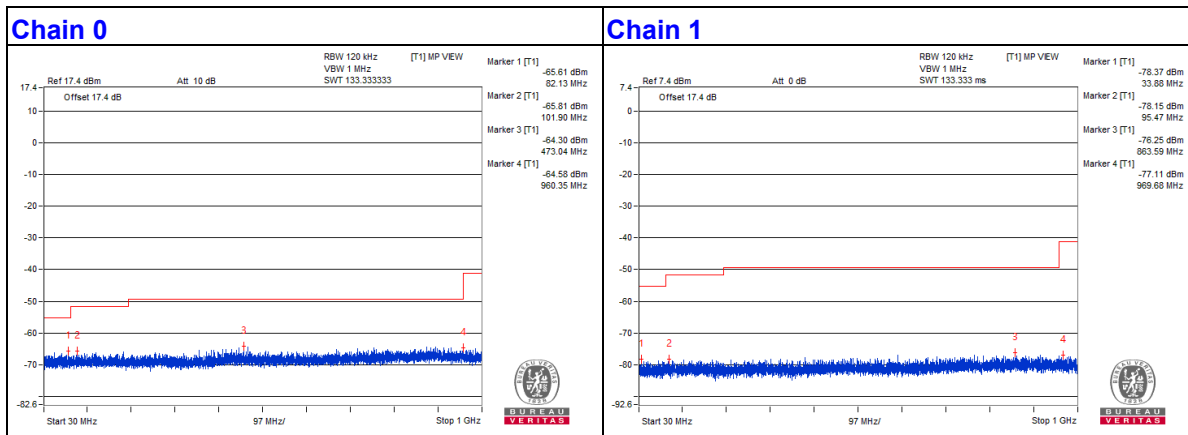 Chain 0
RBW 120 kHz [T1] MP VIEW
VBW 1 MHz
Ref 17.4 dBm Att 10 dB SWT 133.333333
Offset 17.4 dB
17.4
10
0
-10
-20
-30
-40
-50
-60
-70
-82.6
1 2 3 4
Start 30 MHz 97 MHz/ Stop 1 GHz
Marker 1 [T1]
-65.61 dBm
82.13 MHz
Marker 2 [T1]
-65.81 dBm
101.90 MHz
Marker 3 [T1]
-64.30 dBm
473.04 MHz
Marker 4 [T1]
-64.58 dBm
960.35 MHz
BUREAU VERITAS
1828
BUREAU
VERITAS
Chain 1
RBW 120 kHz [T1] MP VIEW
VBW 1 MHz
Ref 7.4 dBm Att 0 dB SWT 133.333 ms
Offset 17.4 dB
7.4
0
-10
-20
-30
-40
-50
-60
-70
-80
-92.6
1 2 3 4
Start 30 MHz 97 MHz/ Stop 1 GHz
Marker 1 [T1]
-78.37 dBm
33.88 MHz
Marker 2 [T1]
-78.15 dBm
95.47 MHz
Marker 3 [T1]
-76.25 dBm
863.59 MHz
Marker 4 [T1]
-77.11 dBm
969.68 MHz
BUREAU VERITAS
1828
BUREAU
VERITAS